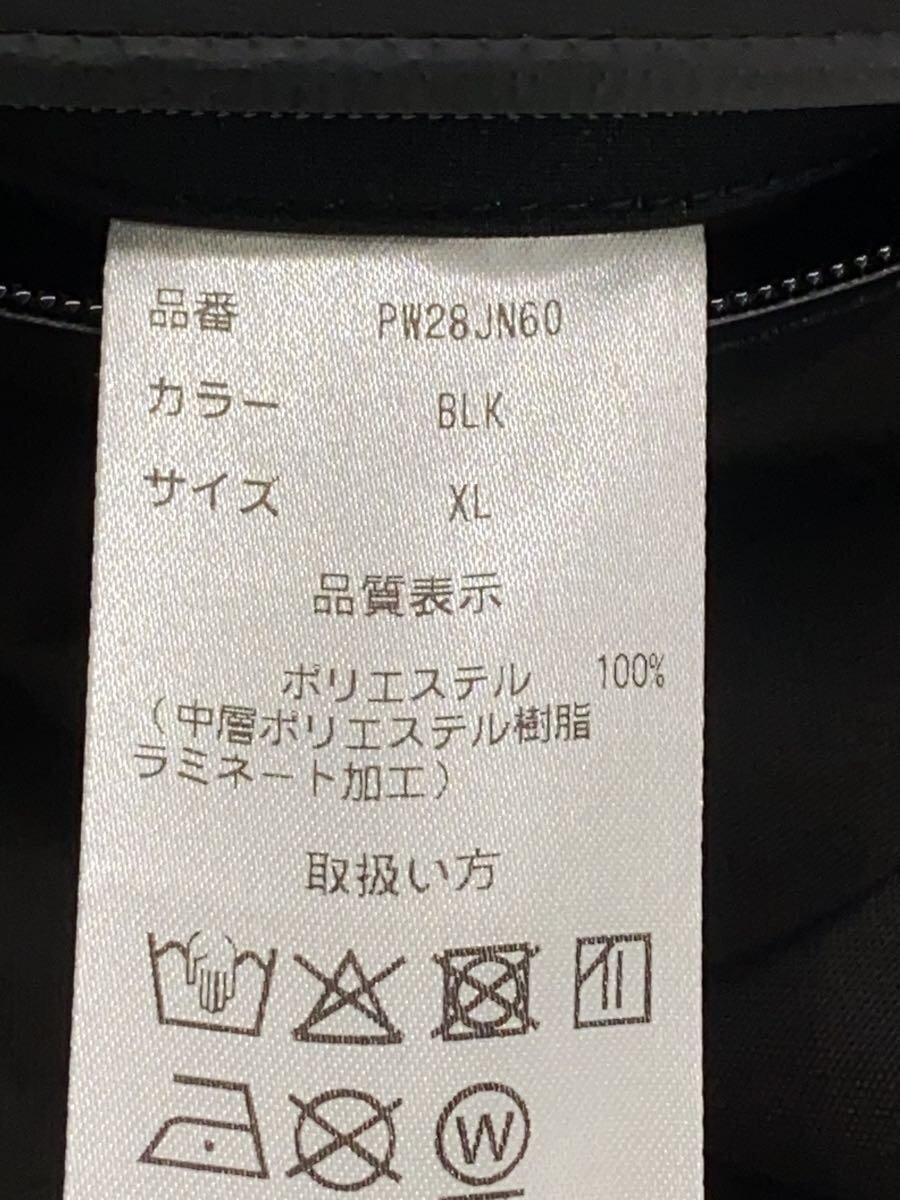 品番 PW28JN60
カラー BLK
サイズ XL
品質表示
ポリエステル 100%
（中層ポリエステル樹脂
ラミネート加工）
取扱い方
W